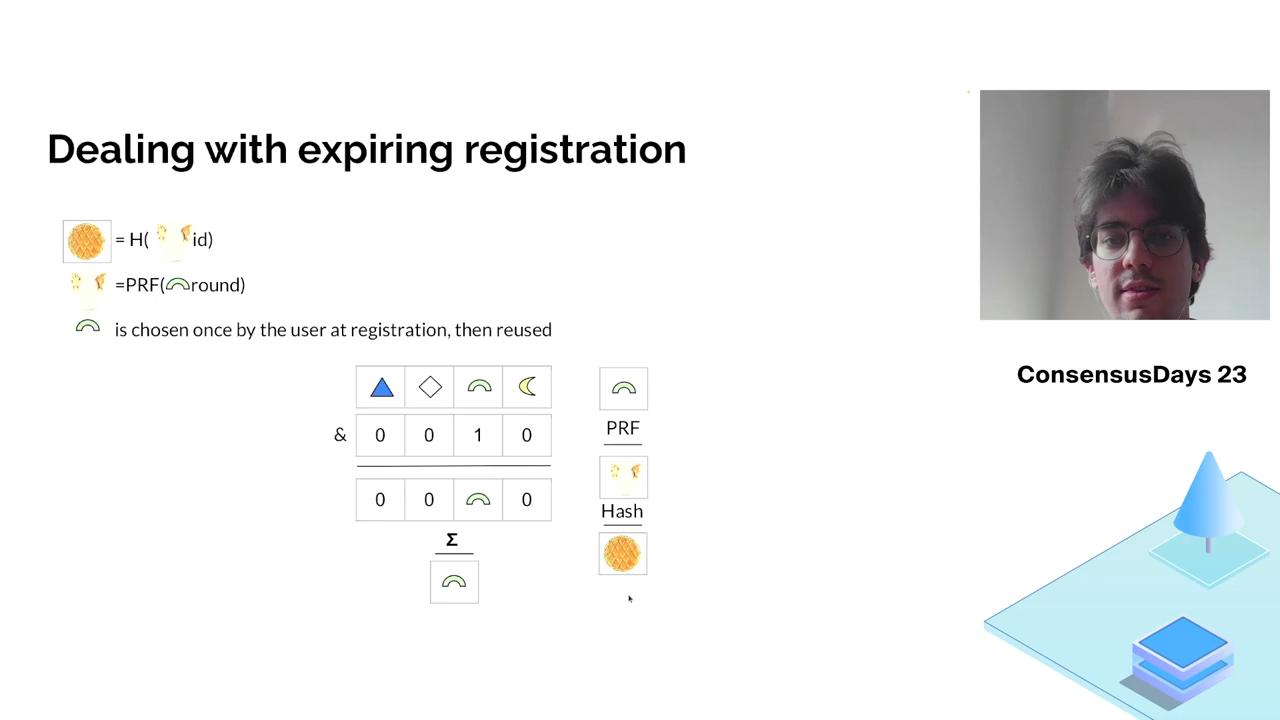 Dealing with expiring registration
= H( id)
=PRF( round)
is chosen once by the user at registration, then reused
& 0 0 1 0
0 0 0
Σ
PRF
Hash
ConsensusDays 23